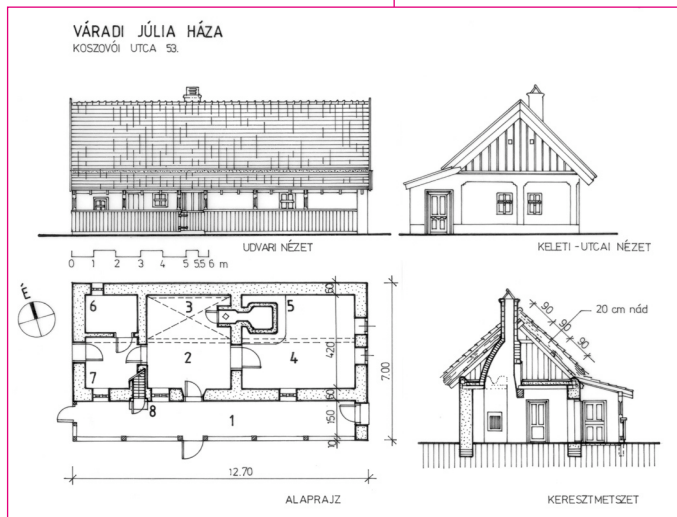 VÁRADI JÚLIA HÁZA
KOSZOVÓI UTCA 53.
UDVARI NÉZET
KELETI - UTCAI NÉZET
0 1 2 3 4 5 5,5 6 m
É
6
3
5
60
7
2
4
420
7.00
8
1
60
150
10
12.70
ALAPRAJZ
90
90
90
20 cm nád
KERESZTMETSZET